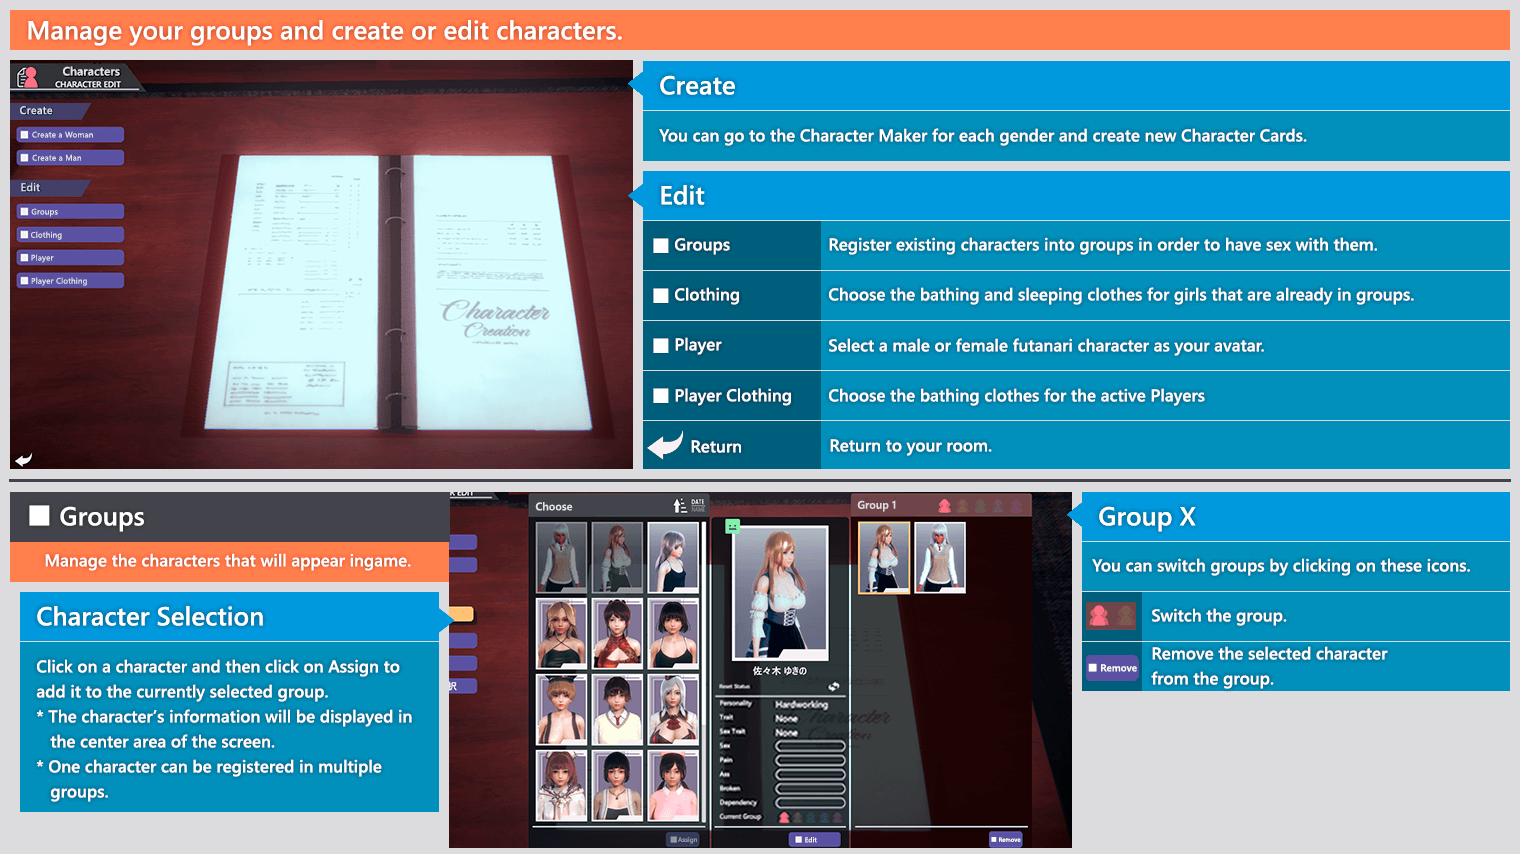 Manage your groups and create or edit characters.
Characters
CHARACTER EDIT
Create
Create a Woman
Create a Man
Edit
Groups
Clothing
Player
Player Clothing
Character
Creation
Create
You can go to the Character Maker for each gender and create new Character Cards.
Edit
Groups
Register existing characters into groups in order to have sex with them.
Clothing
Choose the bathing and sleeping clothes for girls that are already in groups.
Player
Select a male or female futanari character as your avatar.
Player Clothing
Choose the bathing clothes for the active Players
Return
Return to your room.
Groups
Manage the characters that will appear ingame.
Character Selection
Click on a character and then click on Assign to
add it to the currently selected group.
* The character's information will be displayed in
the center area of the screen.
* One character can be registered in multiple
groups.
Choose
DATE
NAME
択
佐々木 ゆきの
Reset Status
Personality
Hardworking
Trait
None
Sex Trait
None
Sex
Pain
Ass
Broken
Dependency
Current Group
Assign
Edit
Group 1
Remove
Group X
You can switch groups by clicking on these icons.
Switch the group.
Remove
Remove the selected character
from the group.